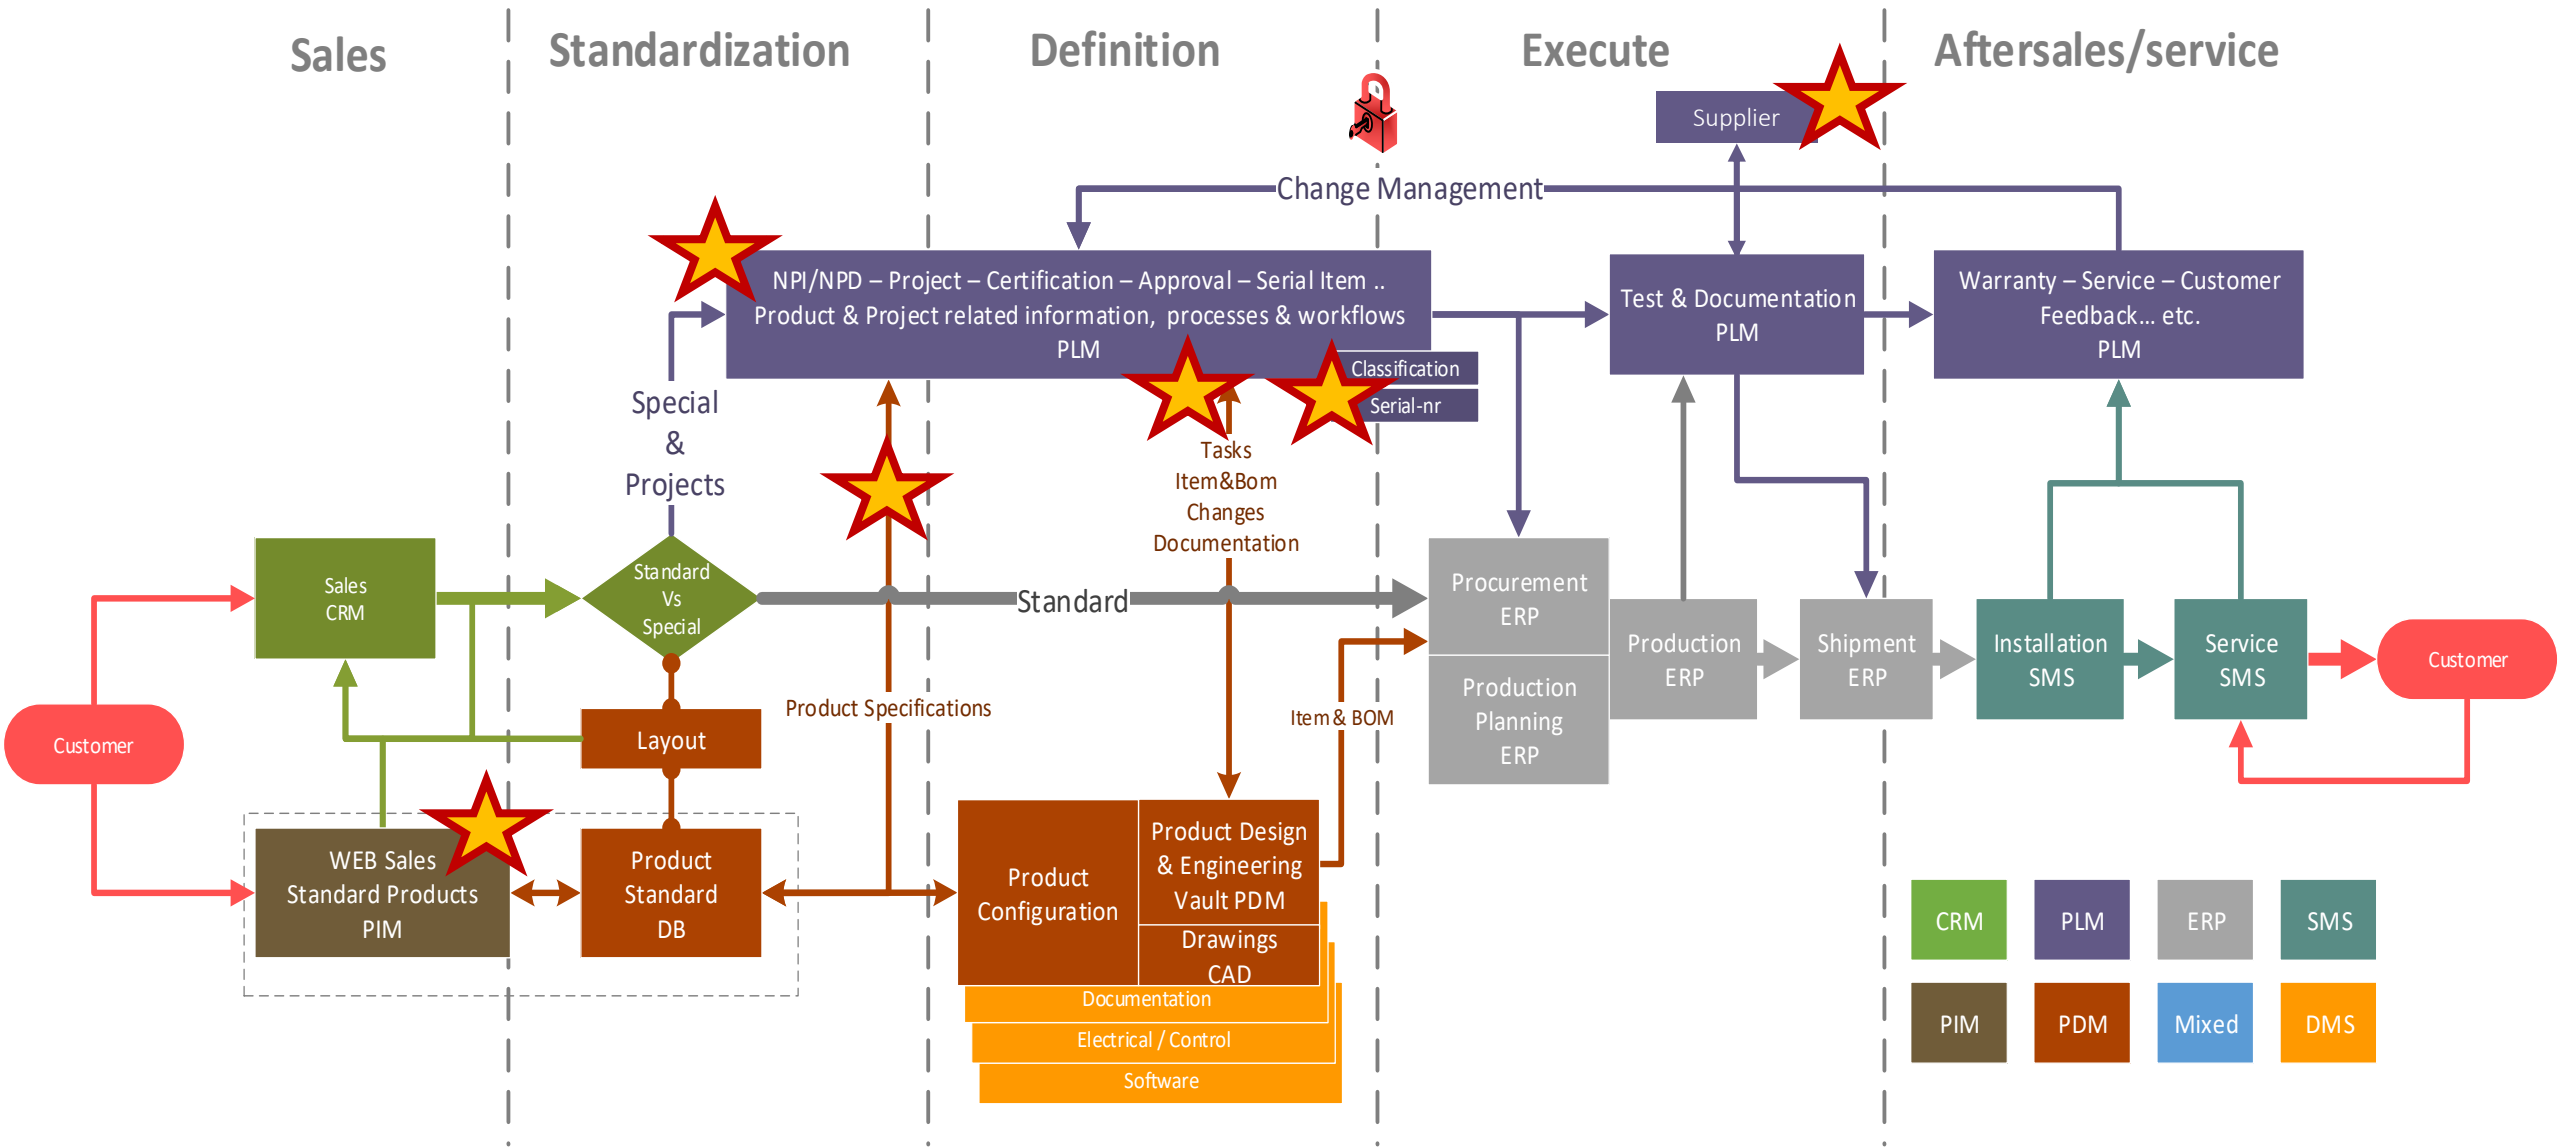 Sales
Standardization
Definition
Execute
Aftersales/service
Supplier
Change Management
NPI/NPD – Project – Certification – Approval – Serial Item ..
Product & Project related information, processes & workflows
PLM
Classification
Serial-nr
Test & Documentation
PLM
Warranty – Service – Customer
Feedback... etc.
PLM
Special
&
Projects
Tasks
Item&Bom
Changes
Documentation
Sales
CRM
Standard
Vs
Special
Standard
Procurement
ERP
Production
Planning
ERP
Production
ERP
Shipment
ERP
Installation
SMS
Service
SMS
Customer
Customer
Product Specifications
Item& BOM
Layout
WEB Sales
Standard Products
PIM
Product
Standard
DB
Product
Configuration
Product Design
& Engineering
Vault PDM
Drawings
CAD
Documentation
Electrical / Control
Software
CRM
PLM
ERP
SMS
PIM
PDM
Mixed
DMS